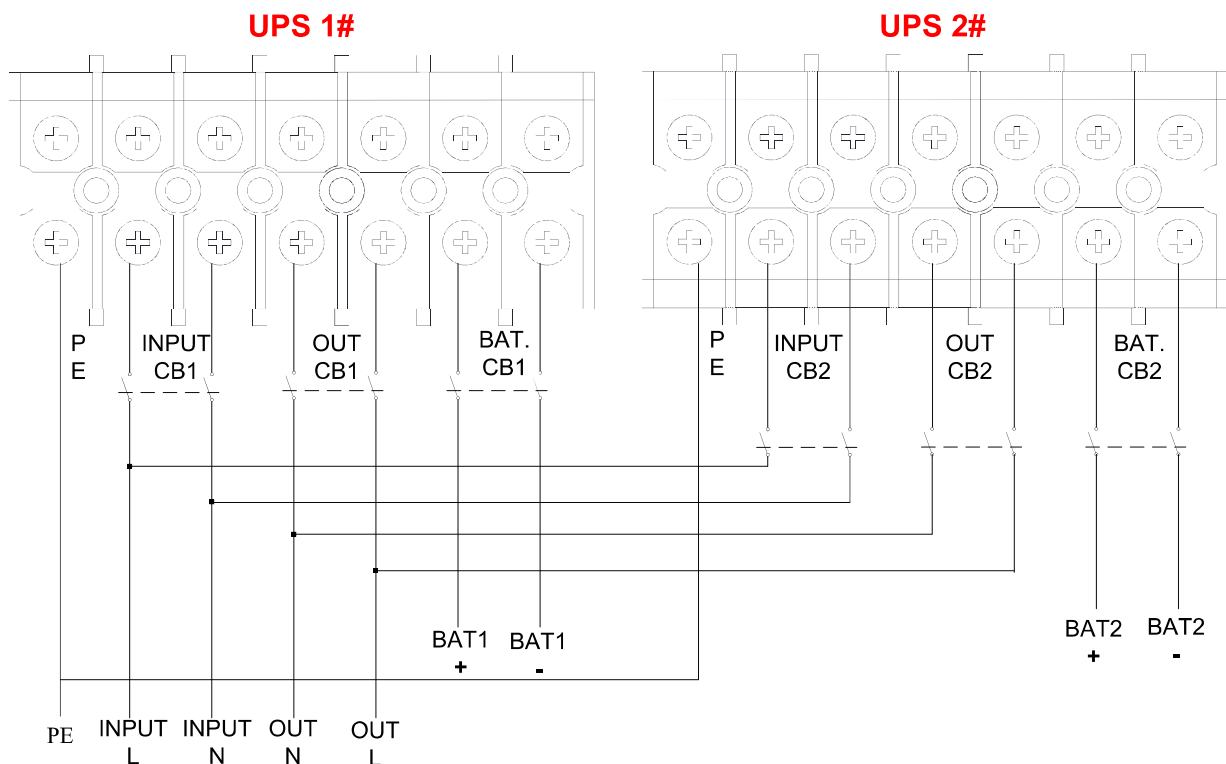 UPS 1#
UPS 2#
P
E
INPUT
CB1
OUT
CB1
BAT.
CB1
P
E
INPUT
CB2
OUT
CB2
BAT.
CB2
BAT1
+
BAT1
-
BAT2
+
BAT2
-
PE
INPUT
L
INPUT
N
OUT
N
OUT
L